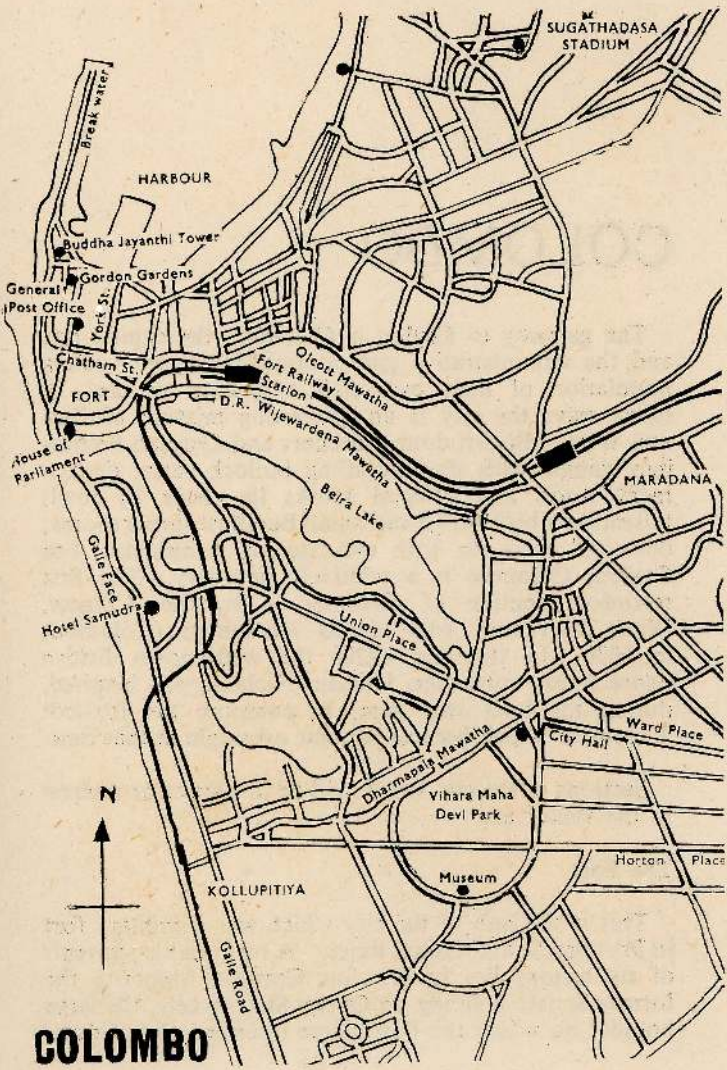 SUGATHADASA
STADIUM
Break water
HARBOUR
Buddha Jayanthi Tower
Gordon Gardens
General
Post Office
York St.
Chatham St.
FORT
Fort Railway
Station
Olcott Mawatha
D.R. Wijewardena Mawatha
House of
Parliament
MARADANA
Beira Lake
Galle Face
Hotel Samudra
Union Place
Ward Place
City Hall
Dharmapala Mawatha
Vihara Maha
Devi Park
N
Horton Place
Museum
KOLLUPITIYA
Galle Road
COLOMBO